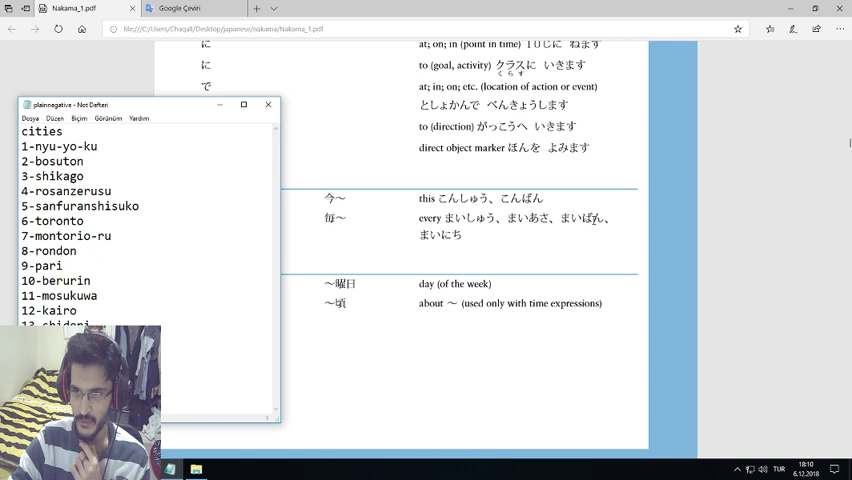 Nakama_1.pdf
Google Çeviri
file:///C:/Users/Chaqall/Desktop/japanese/nakama/Nakama_1.pdf
に
at; on; in (point in time) 10じに ねます
に
to (goal, activity) クラスに いきます
くらす
で
at; in; on; etc. (location of action or event)
としょかんで べんきょうします
to (direction) がっこうへ いきます
direct object marker ほんを よみます
今〜
this こんしゅう、こんばん
毎〜
every まいしゅう、まいあさ、まいばん、
まいにち
〜曜日
day (of the week)
〜頃
about 〜 (used only with time expressions)
plainnegative - Not Defteri
Dosya Düzen Biçim Görünüm Yardım
cities
1-nyu-yo-ku
2-bosuton
3-shikago
4-rosanzerusu
5-sanfuranshisuko
6-toronto
7-montorio-ru
8-rondon
9-pari
10-berurin
11-mosukuwa
12-kairo
TUR
18:10
6.12.2018